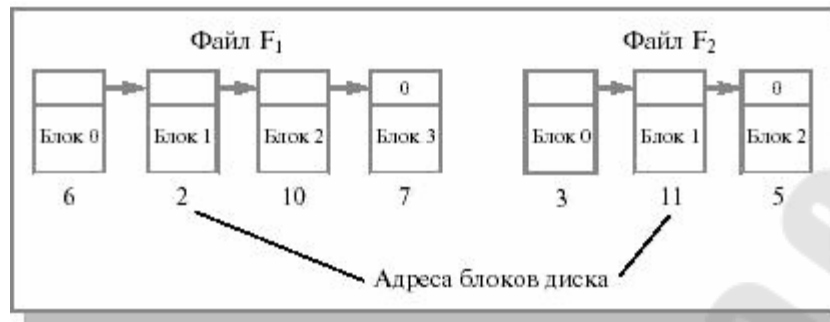 Файл F1 Файл F2
0 0
Блок 0 Блок 1 Блок 2 Блок 3 Блок 0 Блок 1 Блок 2
6 2 10 7 3 11 5
Адреса блоков диска